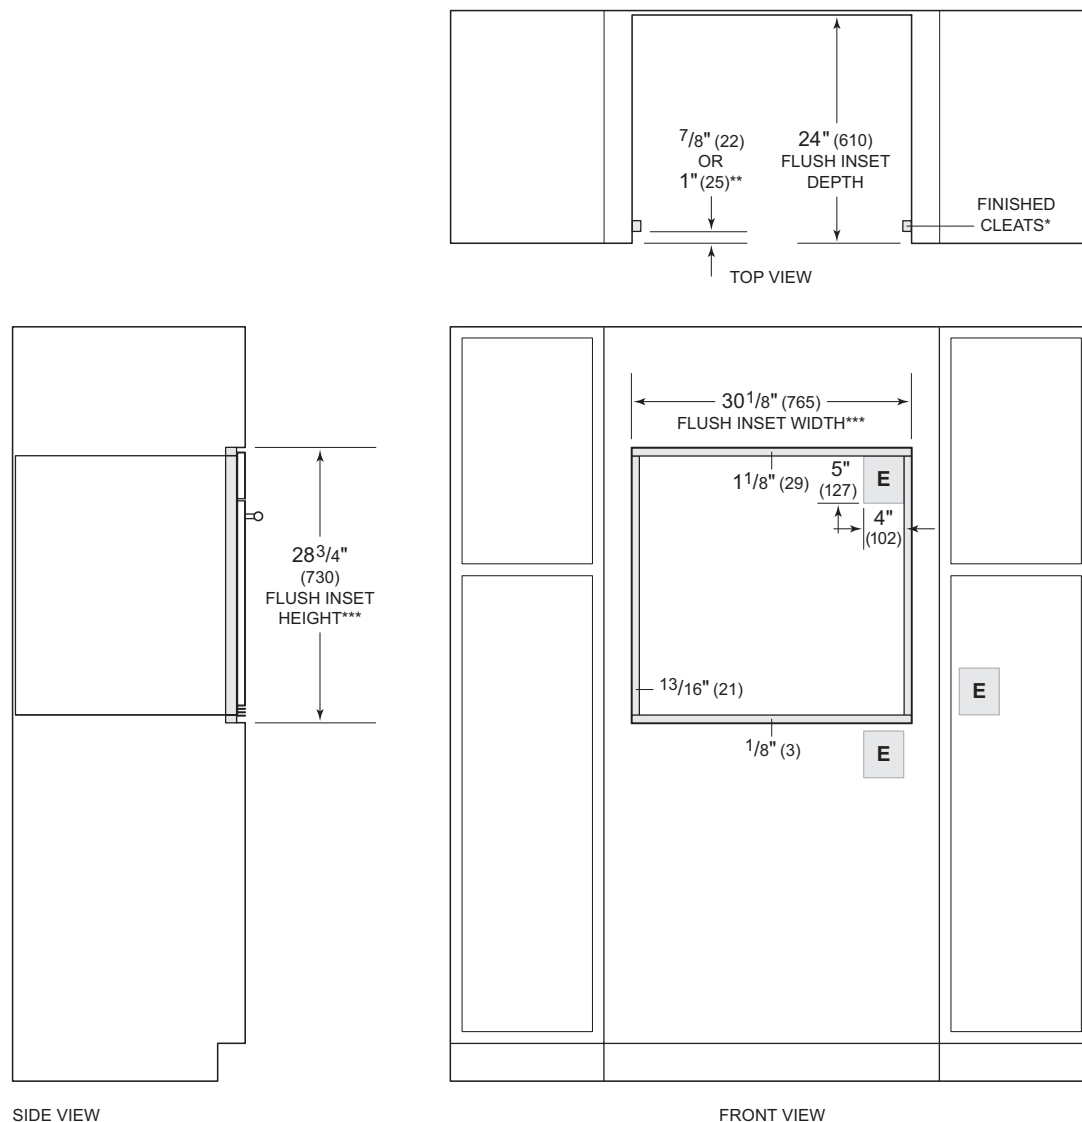 7/8" (22)
OR
1" (25)**
24" (610)
FLUSH INSET
DEPTH
FINISHED
CLEATS*
TOP VIEW
30 1/8" (765)
FLUSH INSET WIDTH***
1 1/8" (29)
5"
(127)
E
4"
(102)
28 3/4"
(730)
FLUSH INSET
HEIGHT***
13/16" (21)
E
1/8" (3)
E
SIDE VIEW
FRONT VIEW